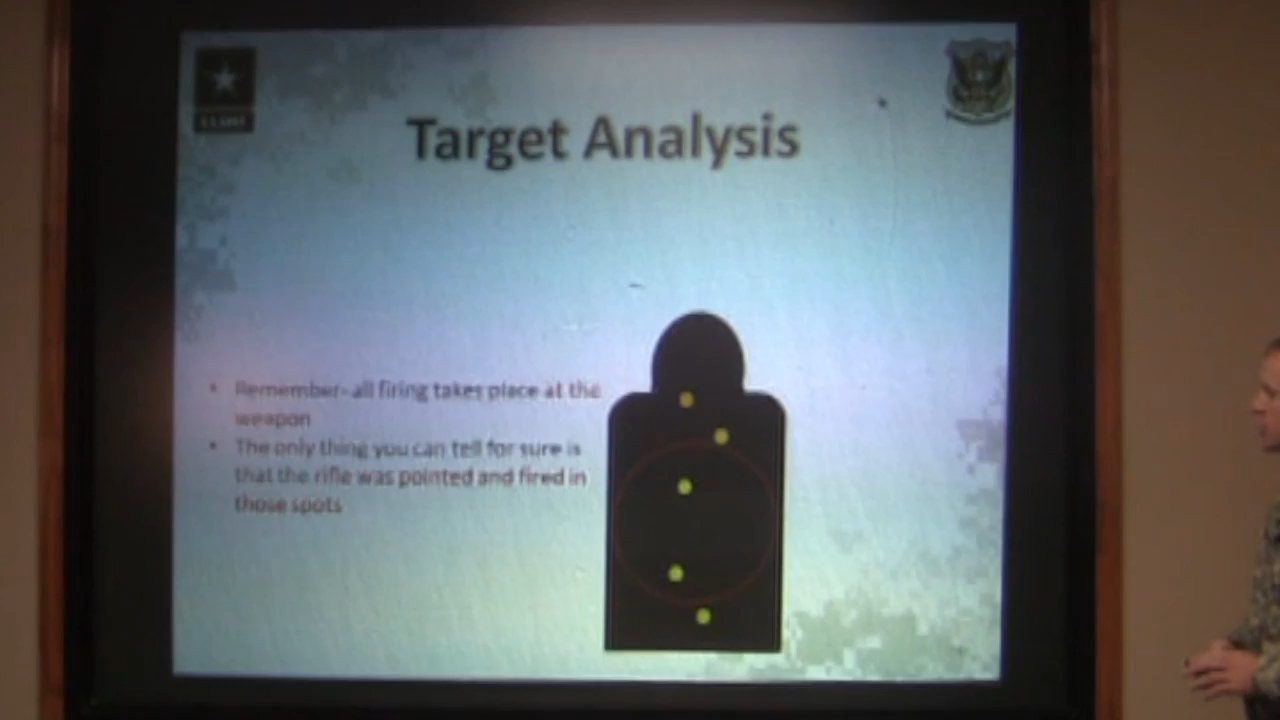 Target Analysis
Remember- all firing takes place at the
weapon
The only thing you can tell for sure is
that the rifle was pointed and fired in
those spots